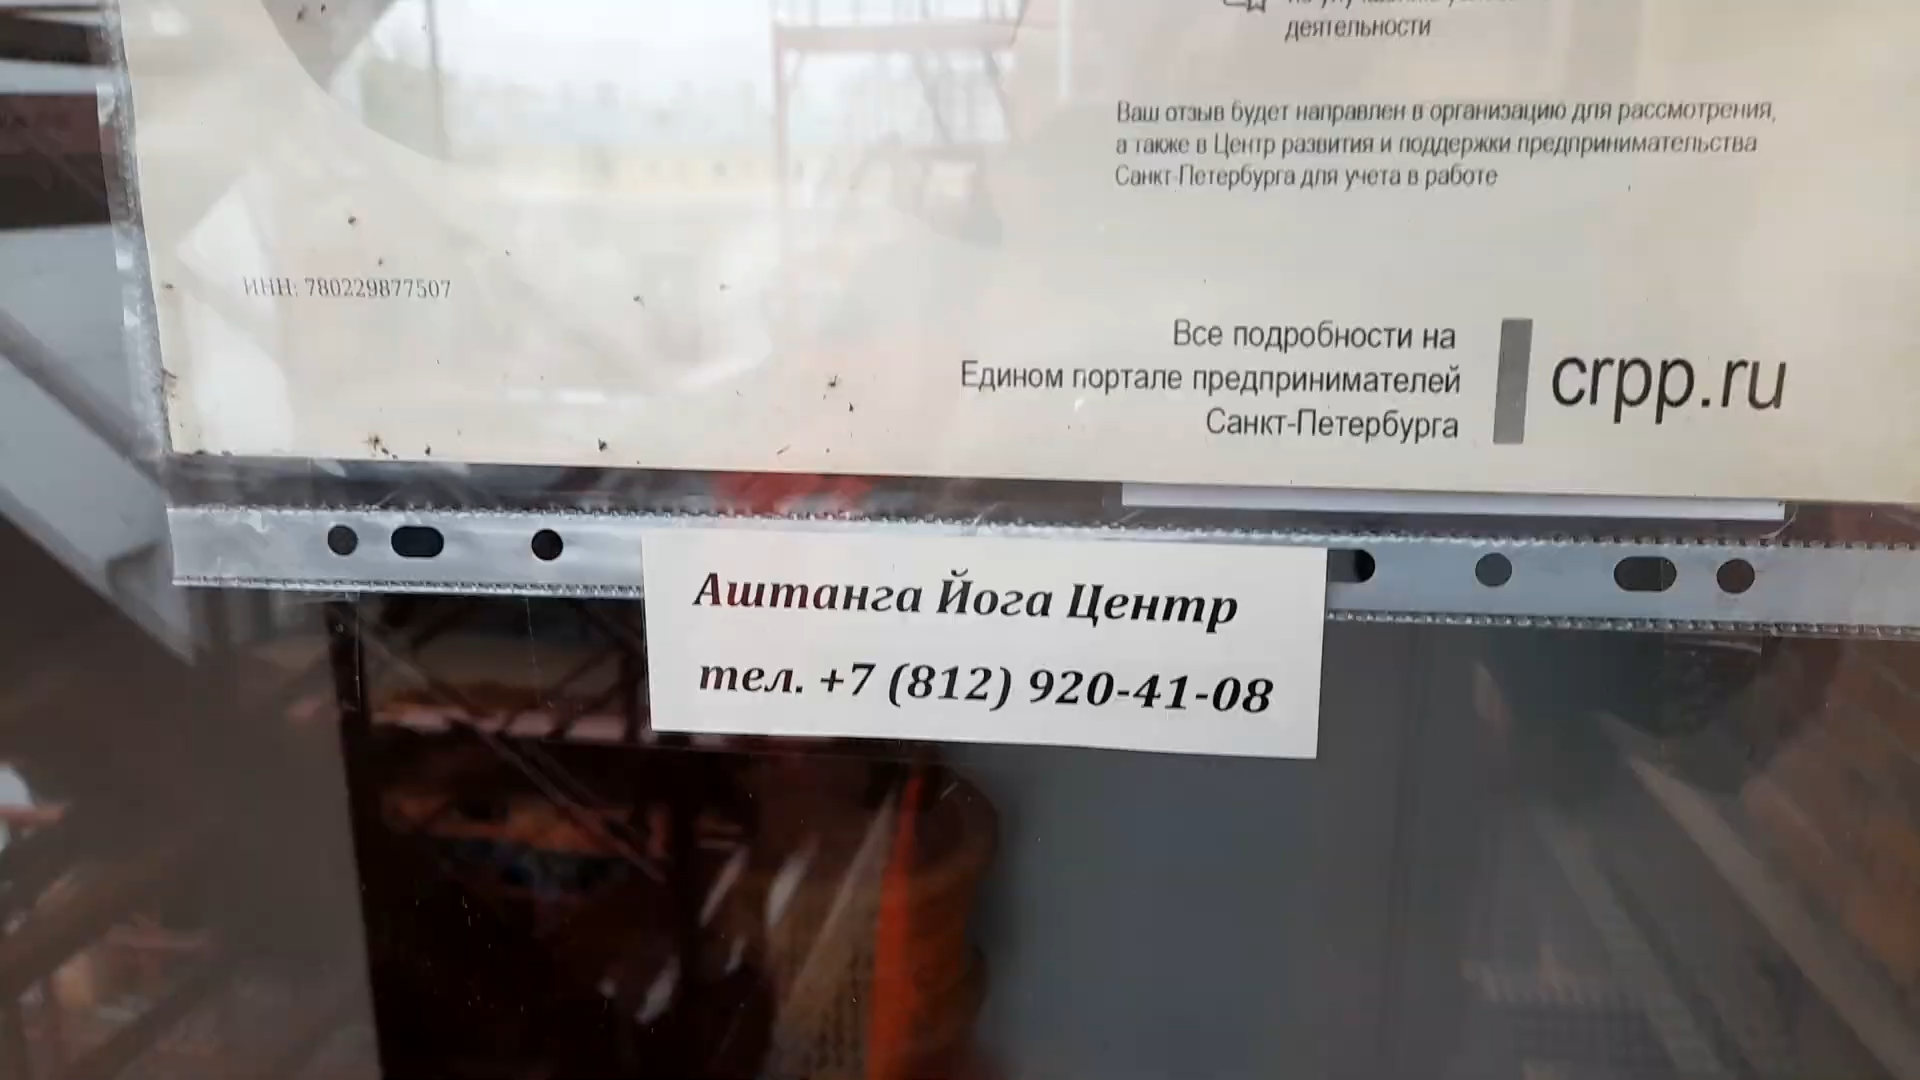 деятельности
Ваш отзыв будет направлен в организацию для рассмотрения,
а также в Центр развития и поддержки предпринимательства
Санкт-Петербурга для учета в работе
ИНН: 780229877507
Все подробности на
Едином портале предпринимателей
Санкт-Петербурга
crpp.ru
Аштанга Йога Центр
тел. +7 (812) 920-41-08